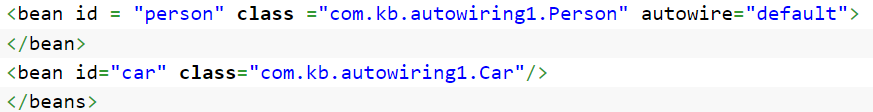 <bean id = "person" class ="com.kb.autowiring1.Person" autowire="default">
</bean>
<bean id="car" class="com.kb.autowiring1.Car"/>
</beans>